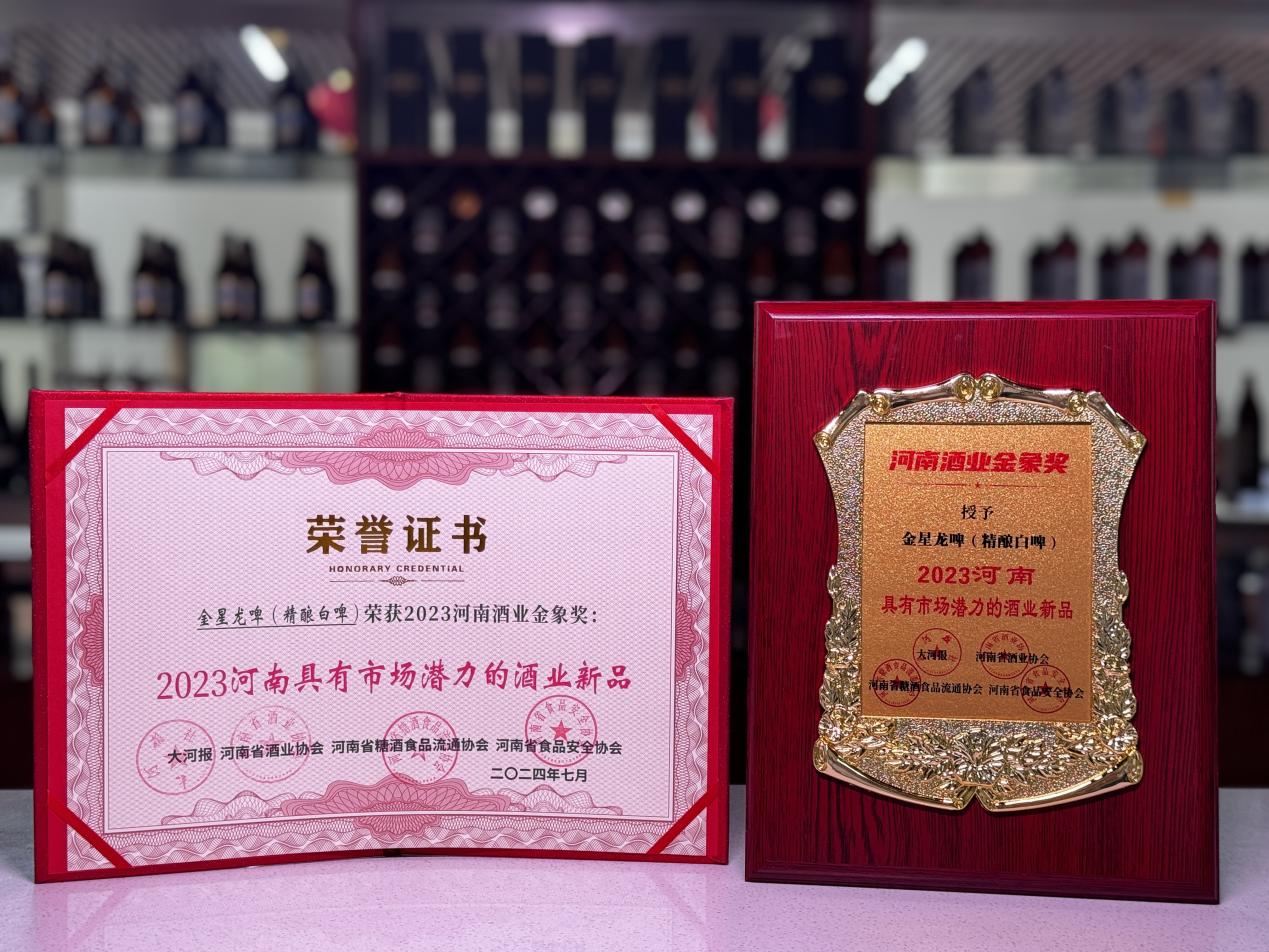 荣誉证书
HONORARY CREDENTIAL
金星龙啤（精酿白啤）荣获2023河南酒业金象奖：
2023河南具有市场潜力的酒业新品
大河报 河南省酒业协会 河南省糖酒食品流通协会 河南省食品安全协会
二〇二四年七月
河南酒业金象奖
授予
金星龙啤（精酿白啤）
2023河南
具有市场潜力的酒业新品
大河报 河南省酒业协会
河南省糖酒食品流通协会 河南省食品安全协会